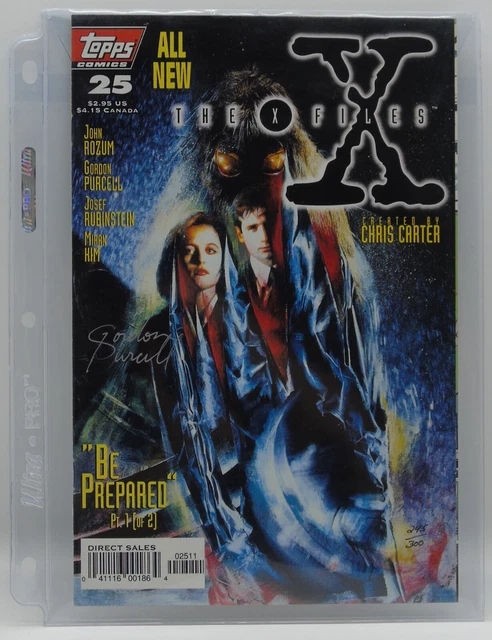 topps
COMICS
25
$2.95 US
$4.15 CANADA
ALL
NEW
X
THE X FILES
JOHN
ROZUM
GORDON
PURCELL
JOSEF
RUBINSTEIN
MIRAN
KIM
CREATED BY
CHRIS CARTER
Gordon
Purcell
"BE
PREPARED"
PT. 1 (OF 2)
DIRECT SALES
02511
0 41116 00186 4
245
300
Ultra • PRO